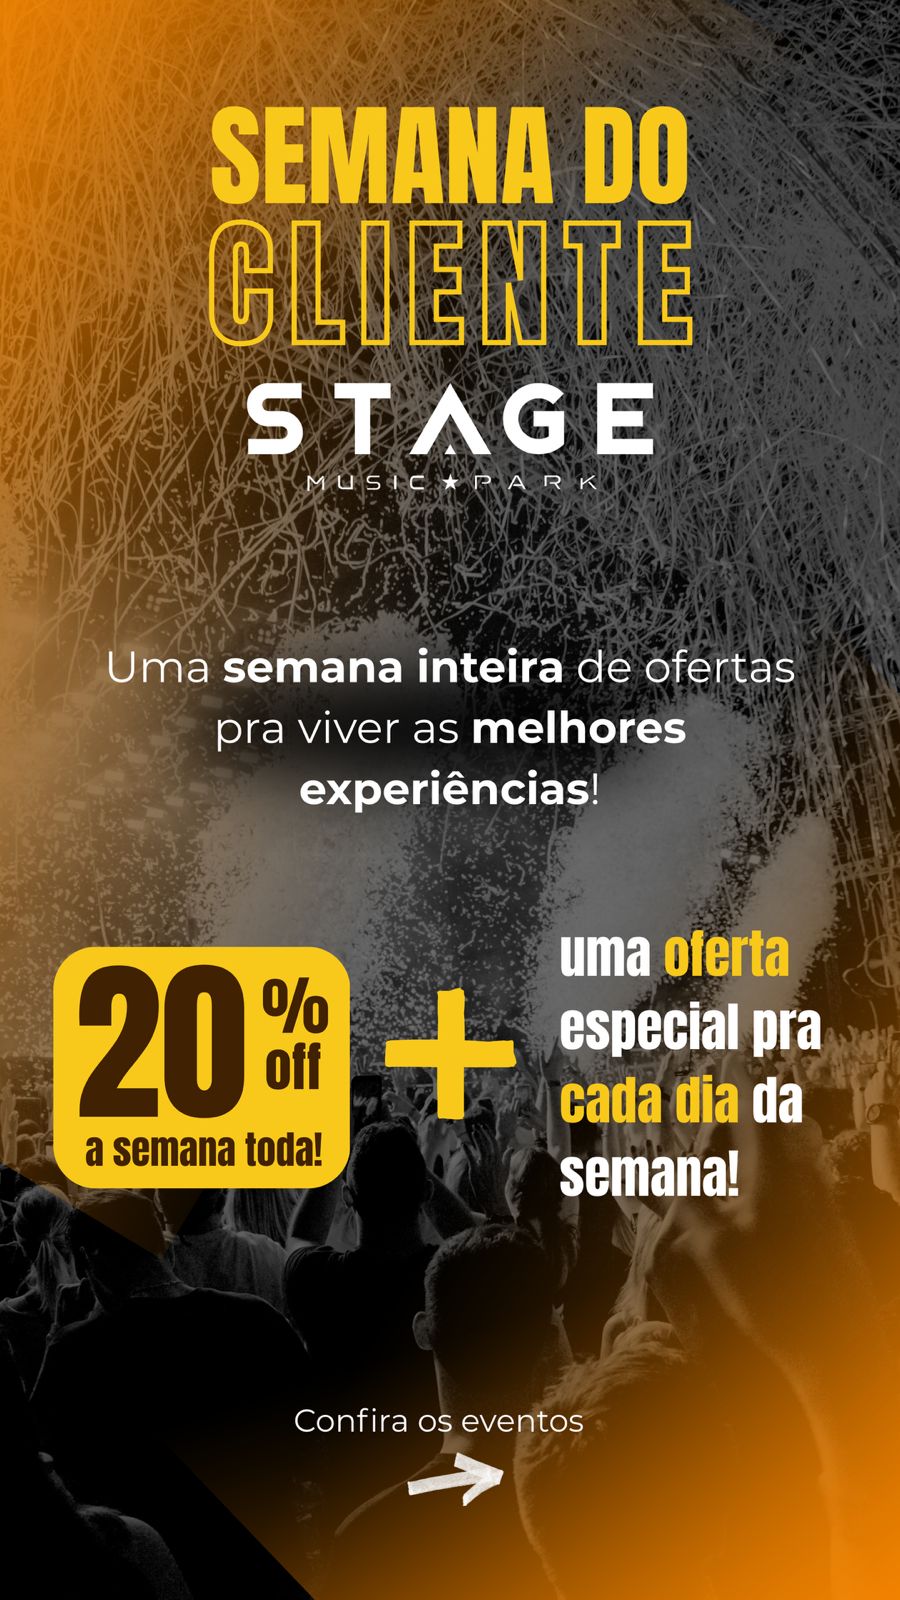 SEMANA DO
CLIENTE
STAGE
MUSIC★PARK
Uma semana inteira de ofertas
pra viver as melhores
experiências!
20%
off
a semana toda!
+
uma oferta
especial pra
cada dia da
semana!
Confira os eventos